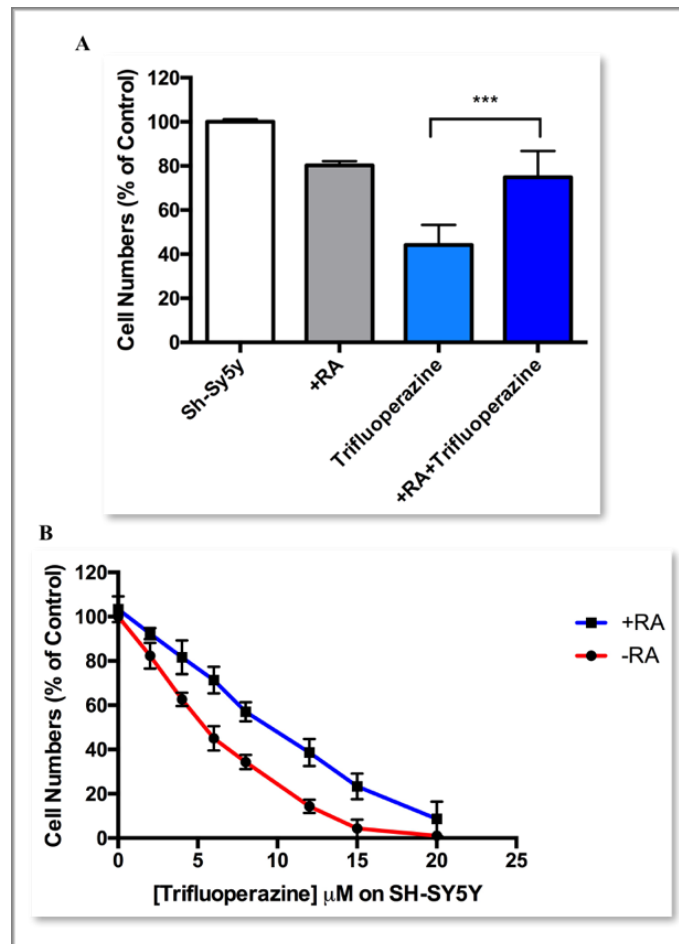 A
Cell Numbers (% of Control)
120
100
80
60
40
20
0
***
Sh-Sy5y
+RA
Trifluoperazine
+RA+Trifluoperazine
B
Cell Numbers (% of Control)
120
100
80
60
40
20
0
0
5
10
15
20
25
[Trifluoperazine] μM on SH-SY5Y
+RA
-RA